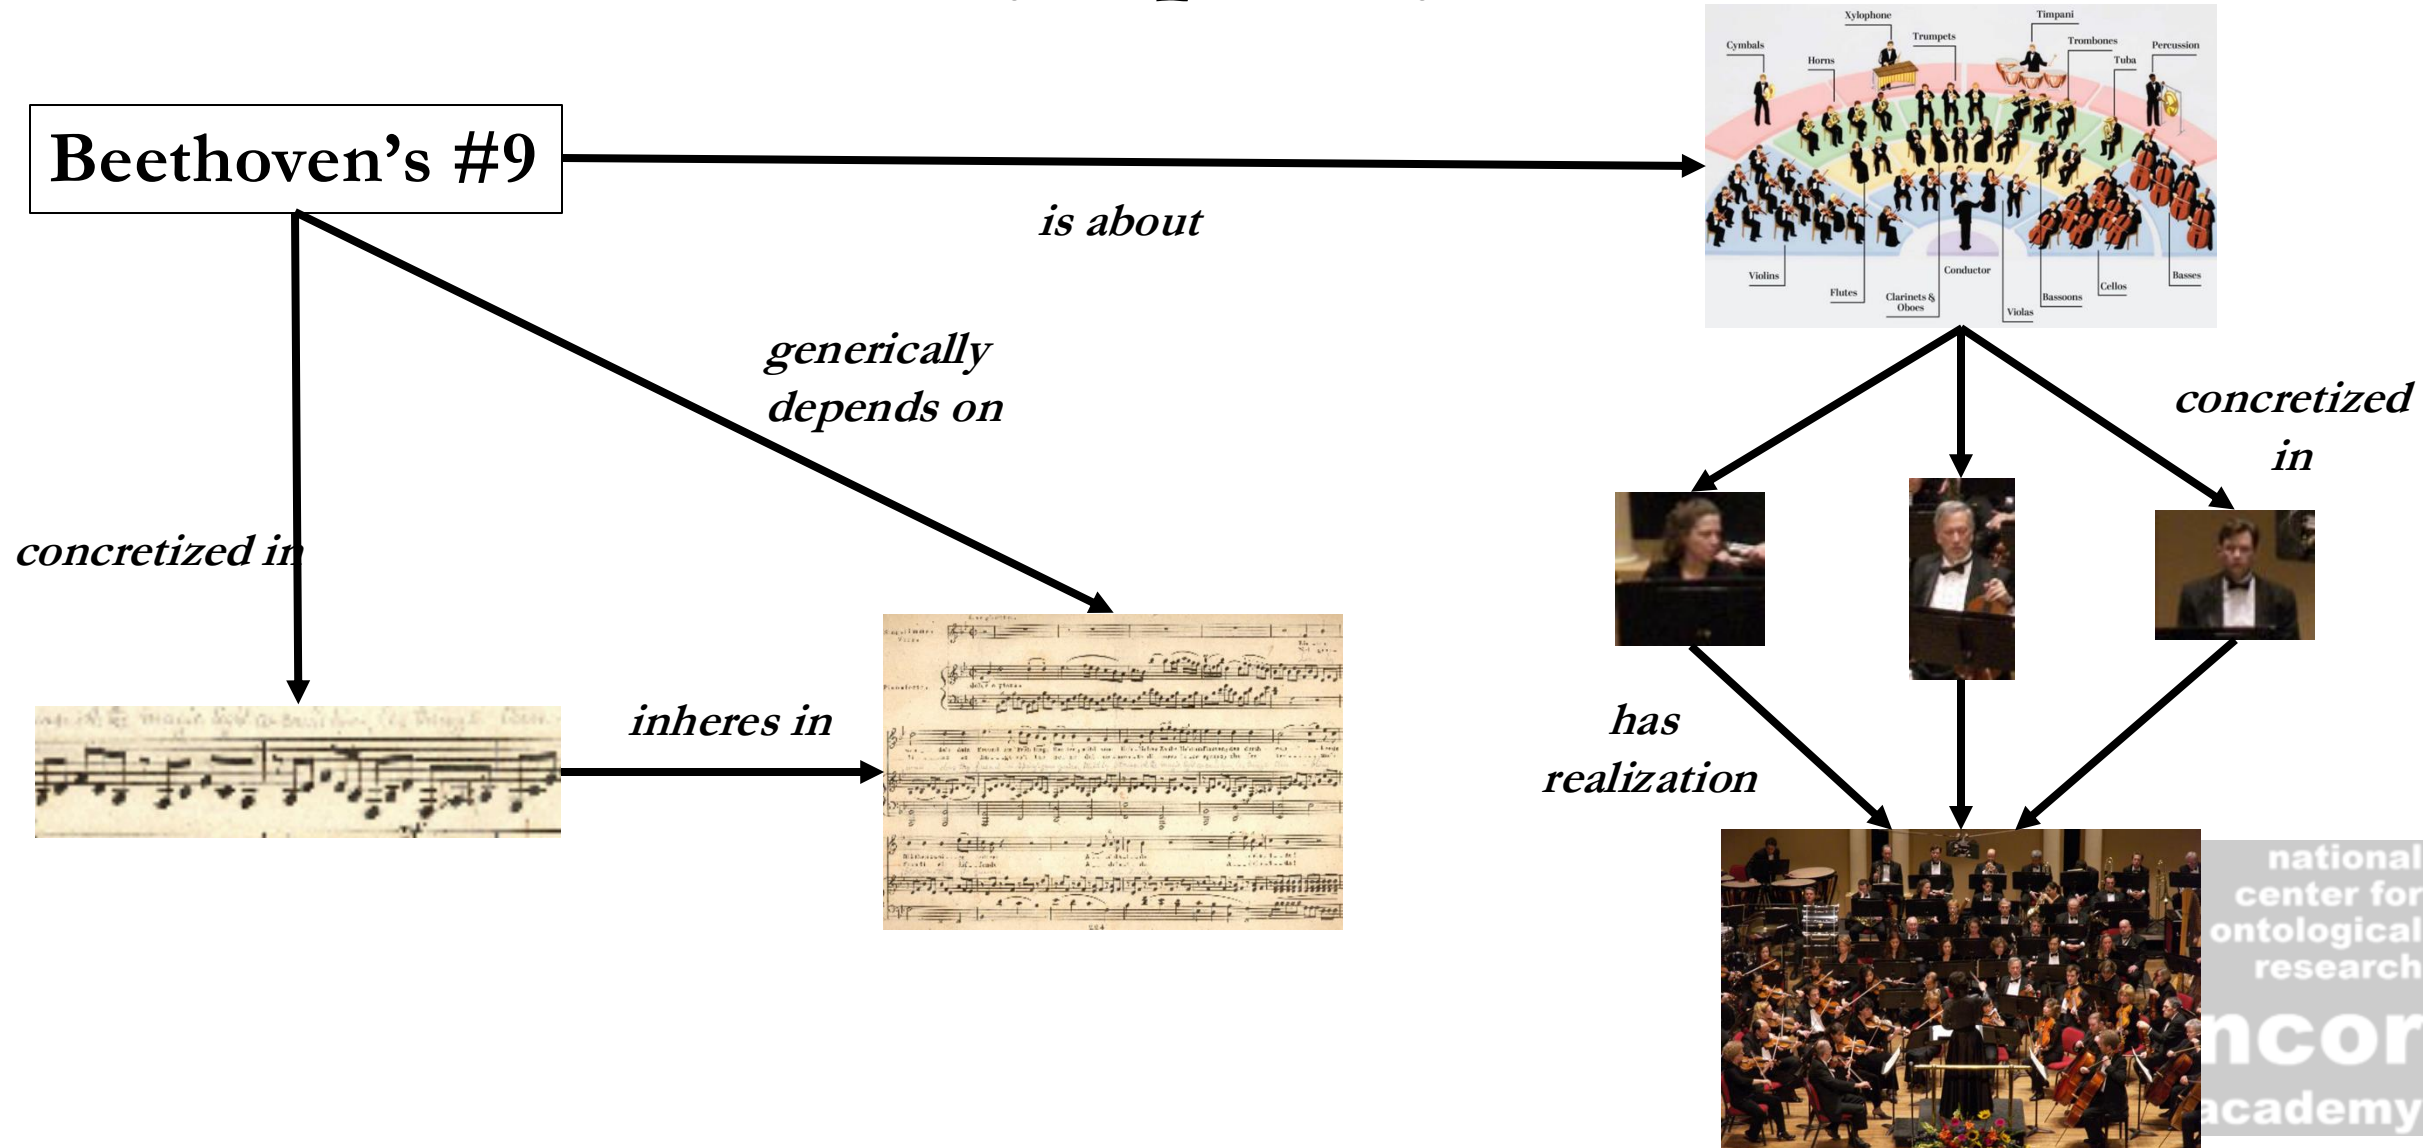 Xylophone
Timpani
Cymbals
Trumpets
Trombones
Percussion
Horns
Tuba
Beethoven's #9
is about
Violins
Conductor
Basses
Flutes
Clarinets &
Oboes
Bassoons
Cellos
Violas
generically
depends on
concretized
in
concretized in
inheres in
has
realization
national
center for
ontological
research
ncor
academy